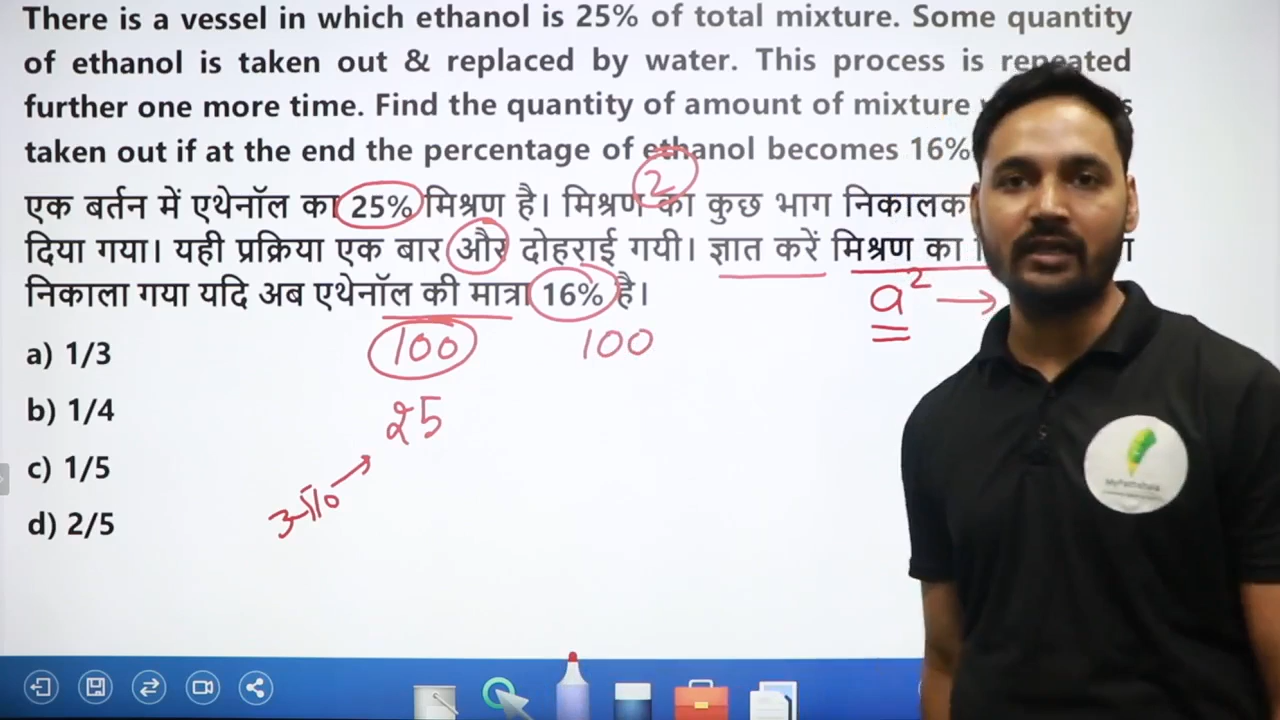 There is a vessel in which ethanol is 25% of total mixture. Some quantity
of ethanol is taken out & replaced by water. This process is repeated
further one more time. Find the quantity of amount of mixture
taken out if at the end the percentage of ethanol becomes 16%
2
एक बर्तन में एथेनॉल का 25% मिश्रण है। मिश्रण का कुछ भाग
दिया गया। यही प्रक्रिया एक बार और दोहराई गयी। ज्ञात करें मिश्रण का
निकाला गया यदि अब एथेनॉल की मात्रा 16% है।
a² →
100 100
a) 1/3
b) 1/4
25
c) 1/5
d) 2/5
MyPathshala